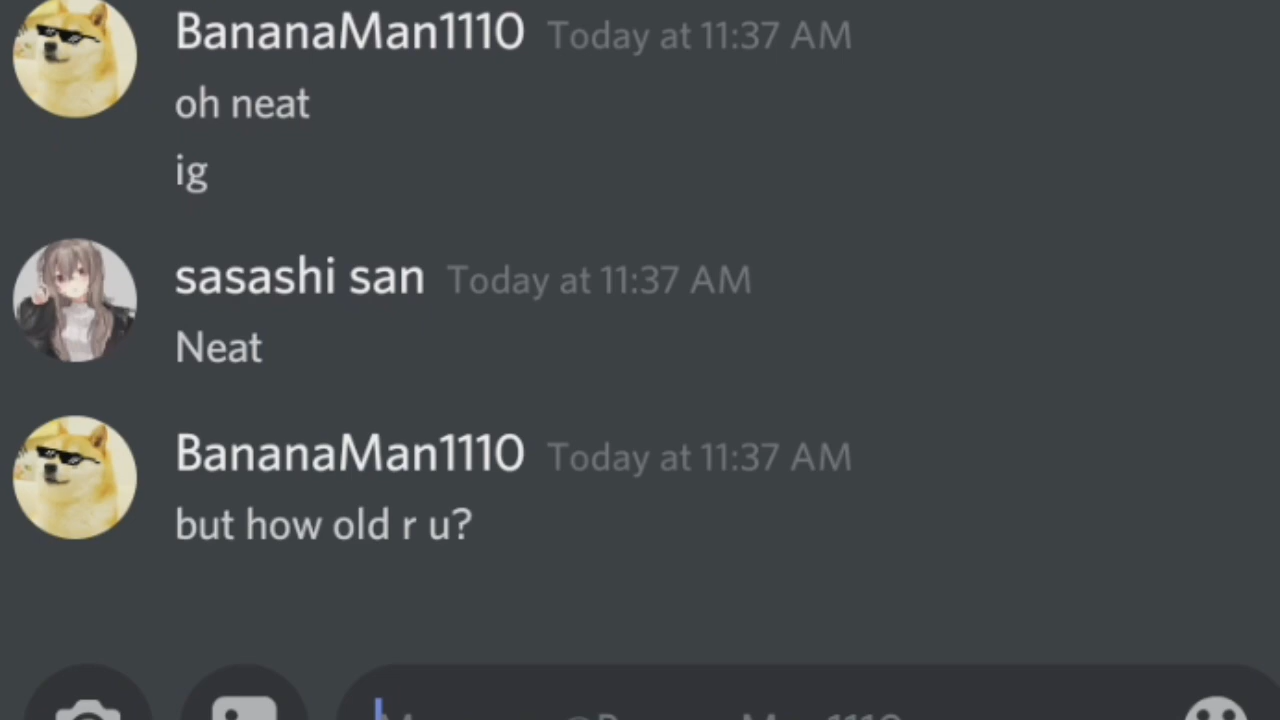 BananaMan1110 Today at 11:37 AM
oh neat
ig
sasashi san Today at 11:37 AM
Neat
BananaMan1110 Today at 11:37 AM
but how old r u?